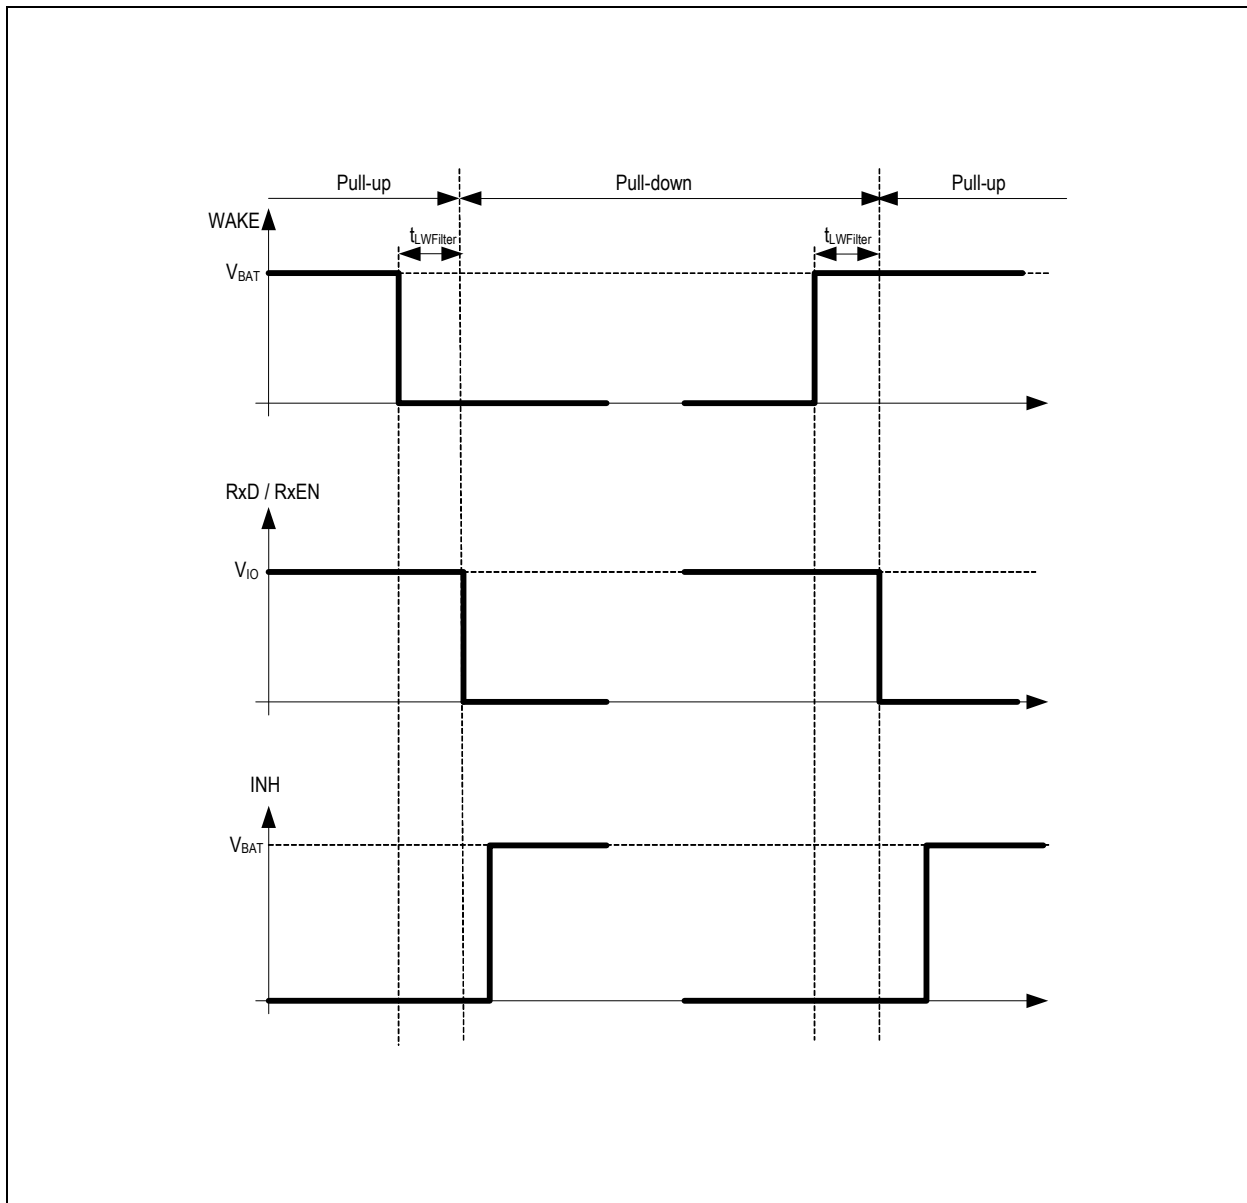 Pull-up Pull-down Pull-up
WAKE
tLWFilter tLWFilter
VBAT
RxD / RxEN
VIO
INH
VBAT